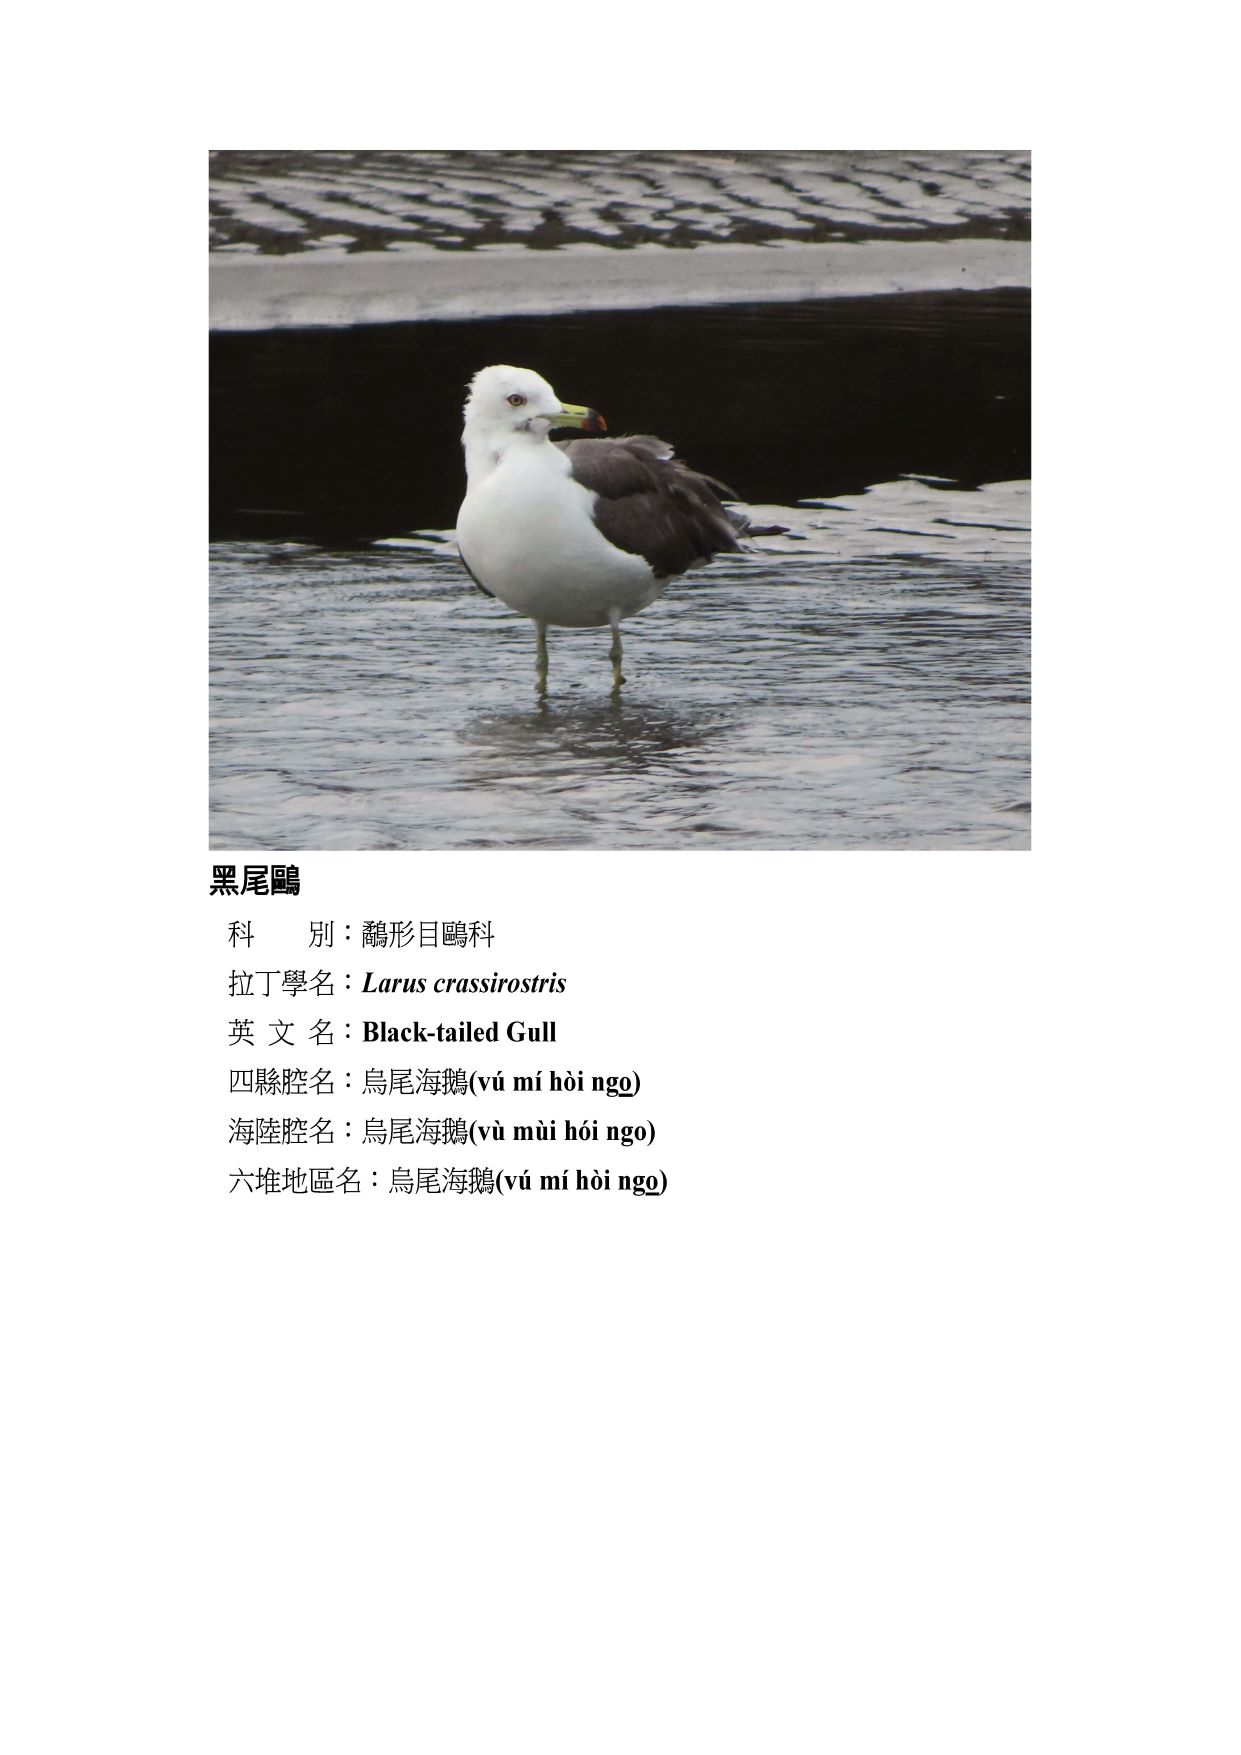 黑尾鷗
科　　別：鷸形目鷗科
拉丁學名：Larus crassirostris
英 文 名：Black-tailed Gull
四縣腔名：烏尾海鵝(vú mí hòi ngo̲)
海陸腔名：烏尾海鵝(vù mùi hói ngo)
六堆地區名：烏尾海鵝(vú mí hòi ngo̲)